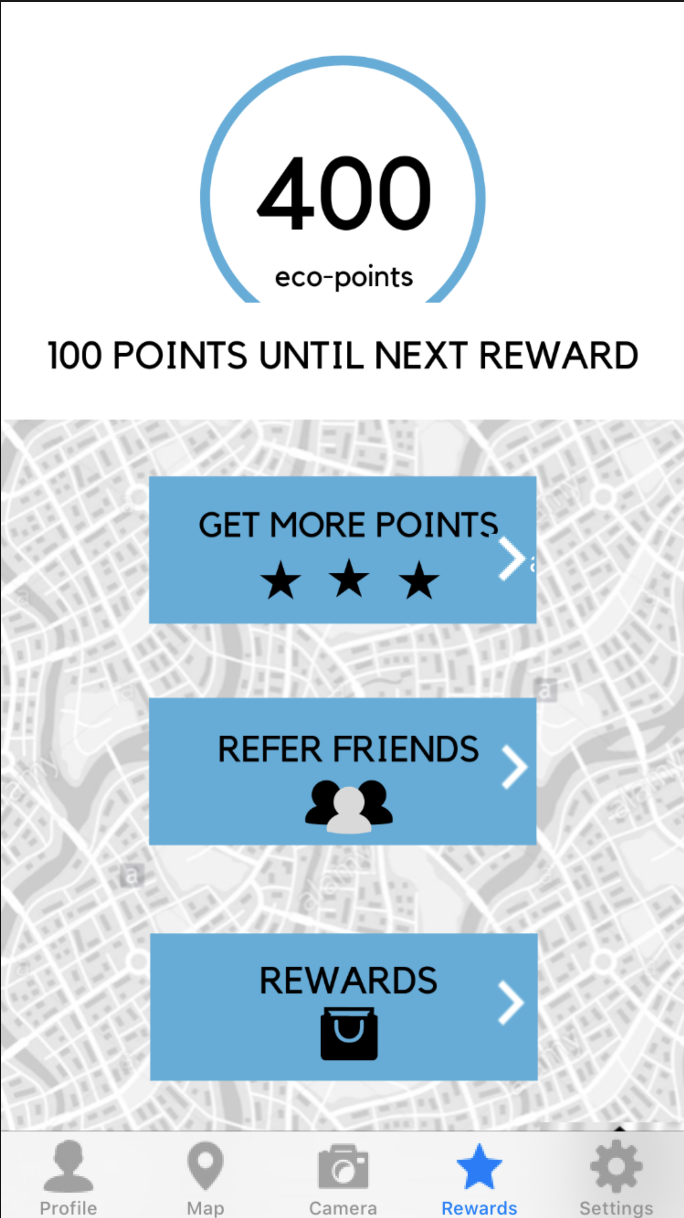 400
eco-points
100 POINTS UNTIL NEXT REWARD
GET MORE POINTS
a
REFER FRIENDS
a
alamy
a
REWARDS
Profile
Map
Camera
Rewards
Settings